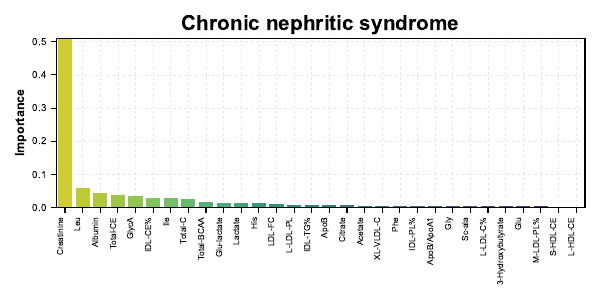 Chronic nephritic syndrome
Importance
0.5
0.4
0.3
0.2
0.1
0.0
Creatinine
Leu
Albumin
Total-CE
GlycA
IDL-CE%
Ile
Total-C
Total-BCAA
Glu-lactate
Lactate
His
LDL-FC
L-LDL-PL
IDL-TG%
ApoB
Citrate
Acetate
XL-VLDL-C
Phe
IDL-PL%
ApoB/ApoA1
Gly
Sc-ala
L-LDL-C%
3-Hydroxybutyrate
Glu
M-LDL-PL%
S-HDL-CE
L-HDL-CE